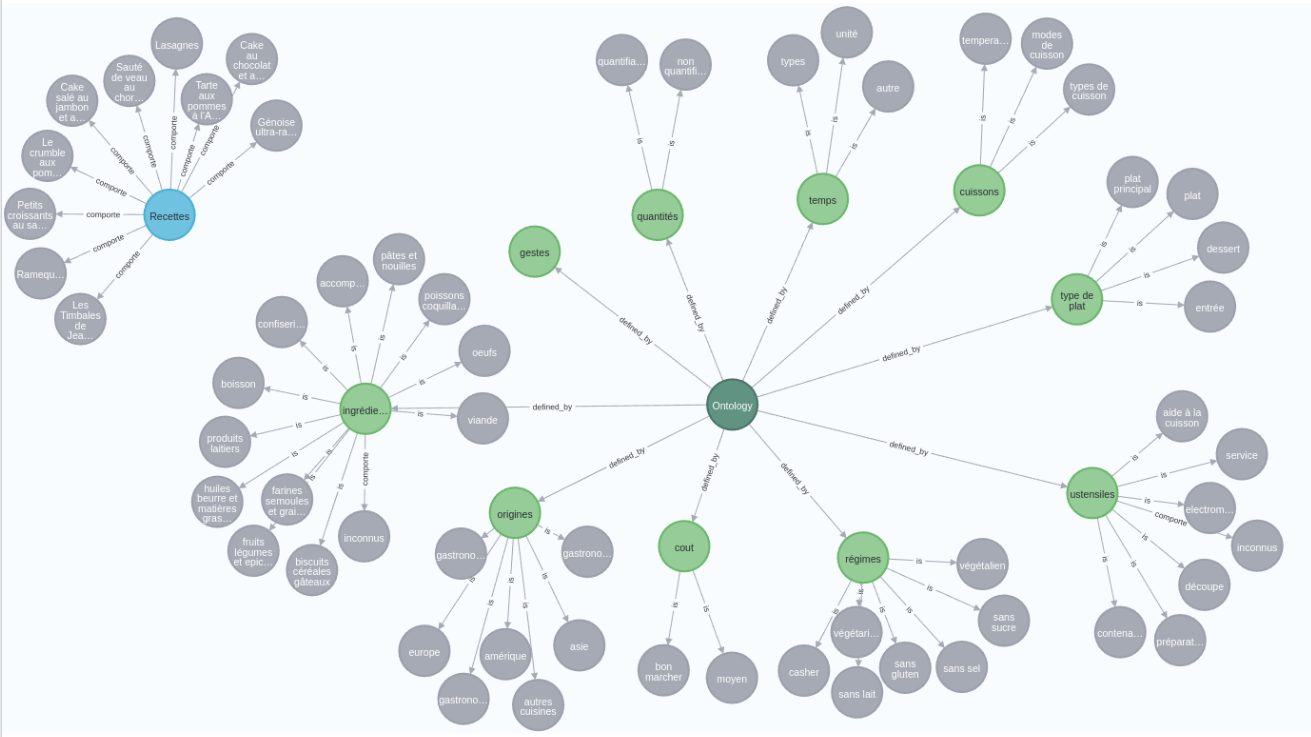 Lasagnes
Cake
au
chocolat
et a…
Sauté
de veau
au
chor…
Tarte
aux
pommes
à l'A…
Cake
salé au
jambon
et a…
Génoise
ultra-ra…
Le
crumble
aux
pom…
Petits
croissants
au sa…
Ramequ…
Les
Timbales
de
Jea…
Recettes
comporte
comporte
comporte
comporte
comporte
comporte
comporte
comporte
comporte
comporte
quantifia…
non
quantifi…
is
is
quantités
types
unité
autre
is
is
is
temps
tempera…
modes
de
cuisson
types de
cuisson
is
is
is
cuissons
plat
principal
plat
dessert
entrée
is
is
is
is
type de
plat
gestes
defined_by
defined_by
defined_by
defined_by
defined_by
defined_by
defined_by
defined_by
defined_by
defined_by
Ontology
accomp…
pâtes et
nouilles
poissons
coquilla…
confiseri…
oeufs
boisson
viande
produits
laitiers
huiles
beurre et
matières
gras…
farines
semoules
et grai…
fruits
légumes
et epic…
biscuits
céréales
gâteaux
inconnus
ingrédie…
is
is
is
is
is
is
is
is
is
is
is
is
comporte
origines
gastrono…
gastrono…
europe
gastrono…
amérique
autres
cuisines
asie
is
is
is
is
is
is
cout
is
is
bon
marcher
moyen
régimes
végétalien
sans
sucre
végétari…
casher
sans lait
sans
gluten
sans sel
is
is
is
is
is
is
is
ustensiles
aide à la
cuisson
service
electrom…
inconnus
découpe
contena…
préparat…
is
is
is
comporte
is
is
is